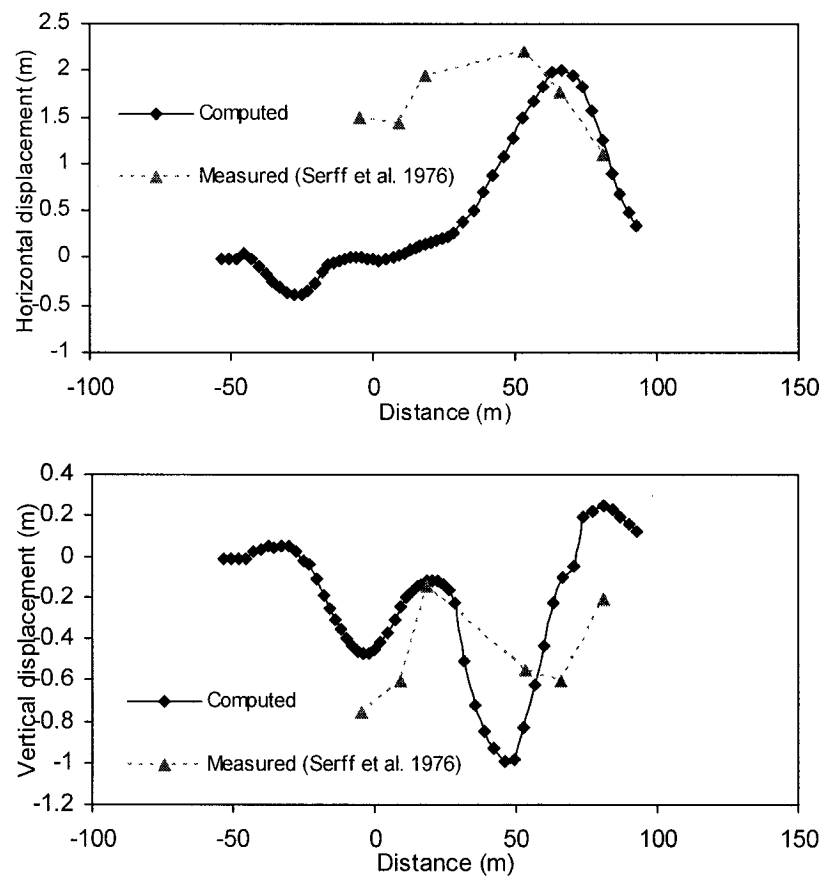 Horizontal displacement (m)
2.5
2
1.5
1
0.5
0
-0.5
-1
Computed
Measured (Serff et al. 1976)
-100 -50 0 50 100 150
Distance (m)
Vertical displacement (m)
0.4
0.2
0
-0.2
-0.4
-0.6
-0.8
-1
-1.2
Computed
Measured (Serff et al. 1976)
-100 -50 0 50 100 150
Distance (m)